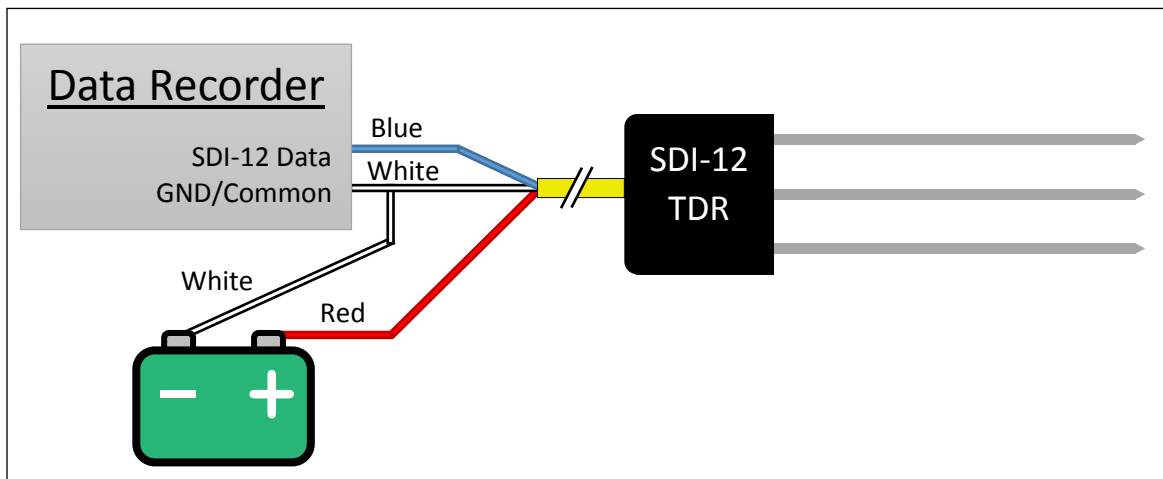 Data Recorder
SDI-12 Data
GND/Common
Blue
White
White
Red
SDI-12
TDR